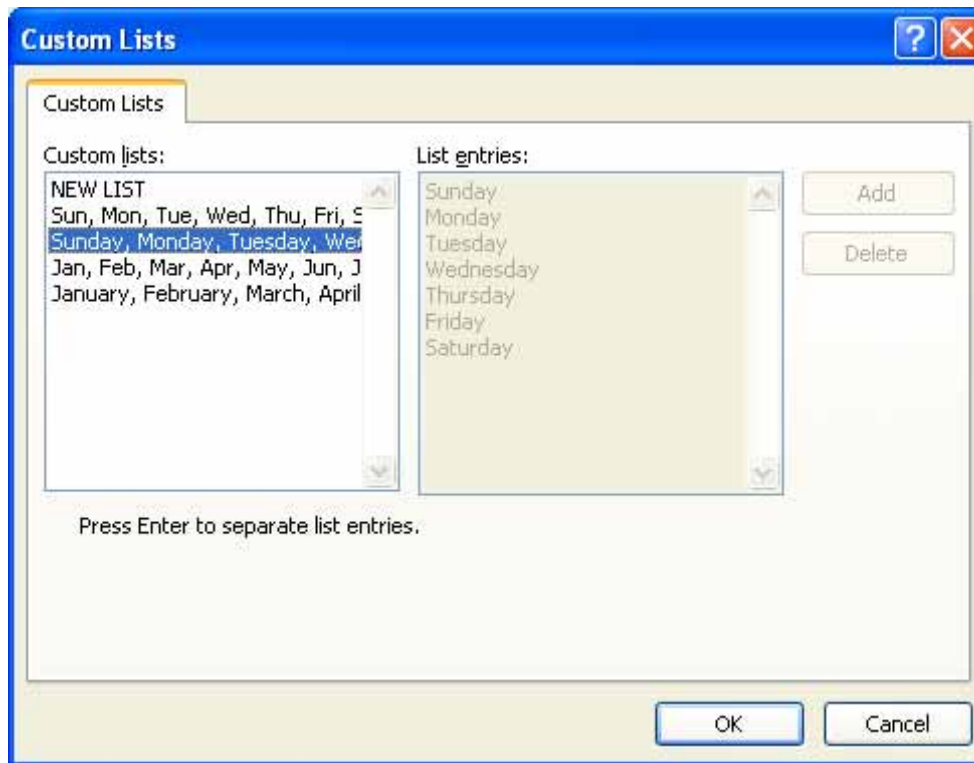 Custom Lists
Custom Lists
Custom lists:
NEW LIST
Sun, Mon, Tue, Wed, Thu, Fri, S
Sunday, Monday, Tuesday, Wed
Jan, Feb, Mar, Apr, May, Jun, J
January, February, March, April
List entries:
Sunday
Monday
Tuesday
Wednesday
Thursday
Friday
Saturday
Add
Delete
Press Enter to separate list entries.
OK
Cancel